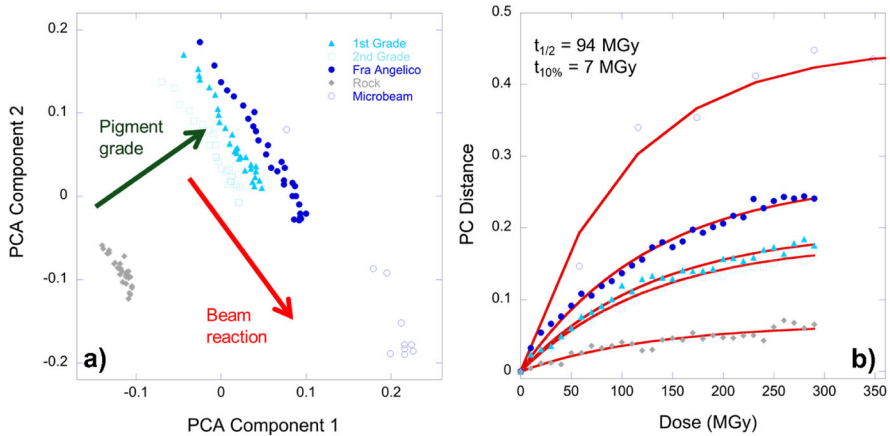 0.2
0.1
0
-0.1
-0.2
PCA Component 2
1st Grade
2nd Grade
Fra Angelico
Rock
Microbeam
Pigment
grade
Beam
reaction
a)
-0.1
0
0.1
0.2
PCA Component 1
0.5
0.4
0.3
0.2
0.1
0
PC Distance
t1/2 = 94 MGy
t10% = 7 MGy
b)
0
50
100
150
200
250
300
350
Dose (MGy)